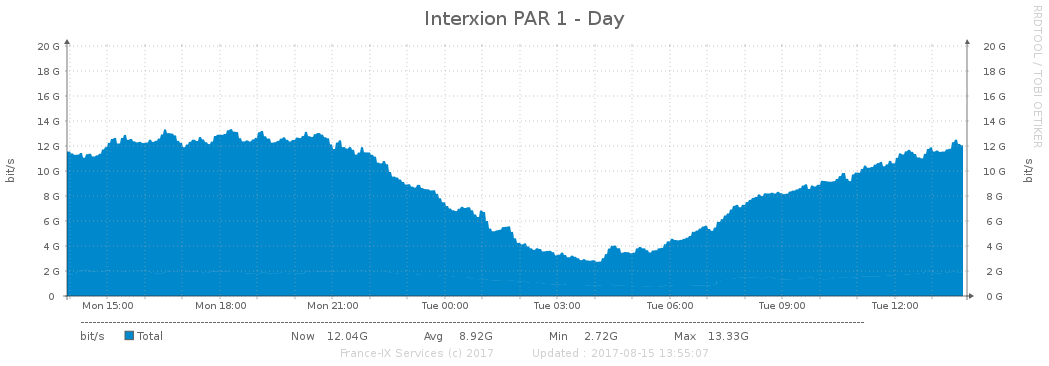 Interxion PAR 1 - Day
RRDTOOL / TOBI OETIKER
20 G 20 G
18 G 18 G
16 G 16 G
14 G 14 G
12 G 12 G
10 G 10 G
8 G 8 G
6 G 6 G
4 G 4 G
2 G 2 G
0 0 G
bit/s
bit/s
Mon 15:00 Mon 18:00 Mon 21:00 Tue 00:00 Tue 03:00 Tue 06:00 Tue 09:00 Tue 12:00
bit/s Total Now 12.04G Avg 8.92G Min 2.72G Max 13.33G
France-IX Services (c) 2017 Updated : 2017-08-15 13:55:07